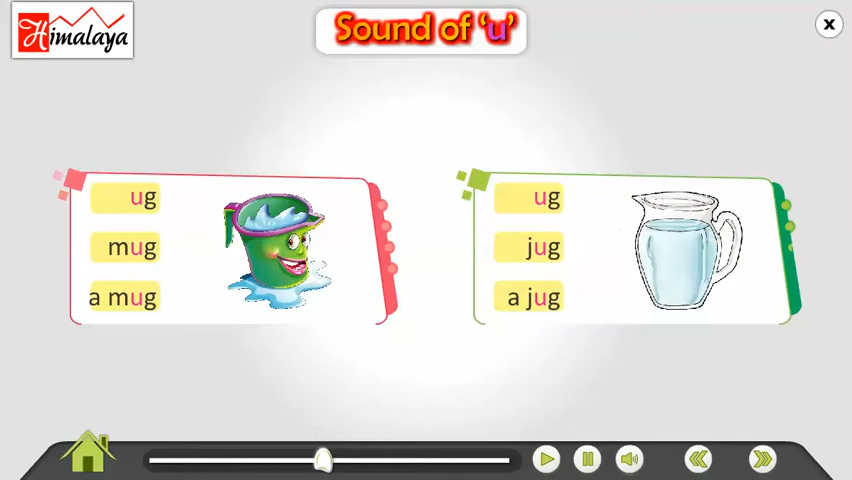 Himalaya
Sound of 'u'
x
ug
mug
a mug
ug
jug
a jug